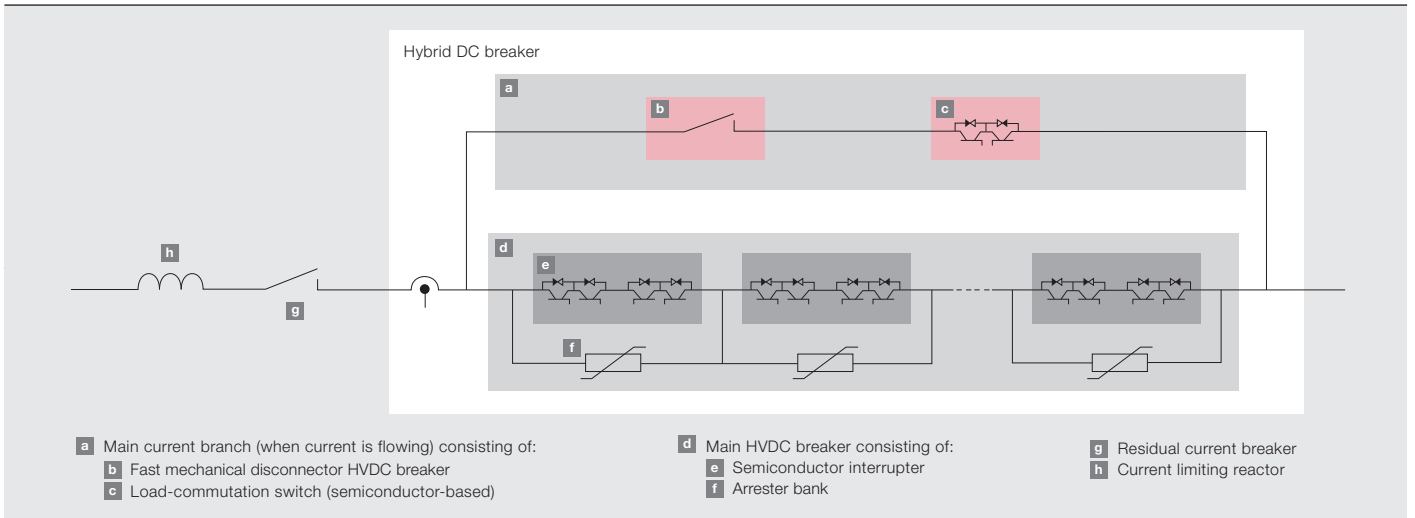 Hybrid DC breaker
a
b
c
h
d
e
g
f
a Main current branch (when current is flowing) consisting of:
b Fast mechanical disconnector HVDC breaker
c Load-commutation switch (semiconductor-based)
d Main HVDC breaker consisting of:
e Semiconductor interrupter
f Arrester bank
g Residual current breaker
h Current limiting reactor